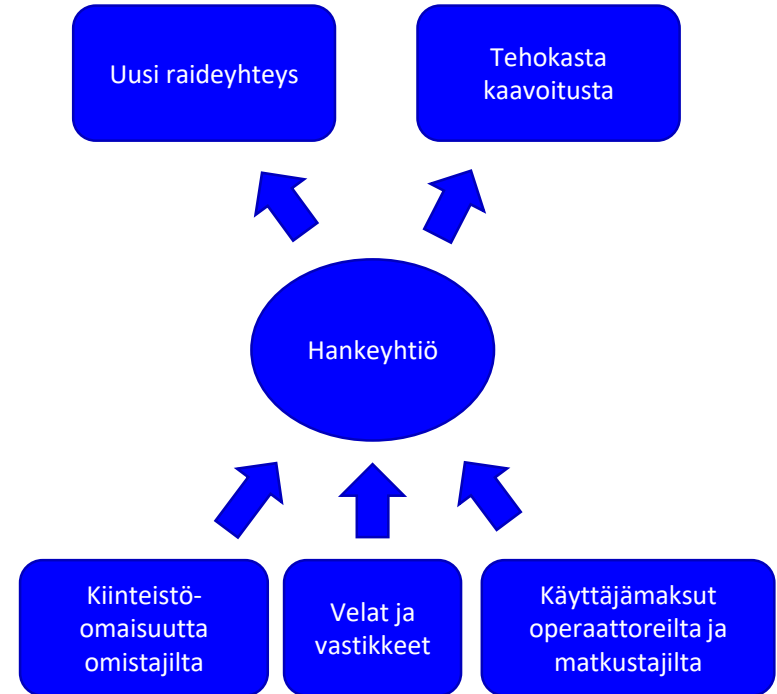 Uusi raideyhteys
Tehokasta
kaavoitusta
Hankeyhtiö
Kiinteistö-
omaisuutta
omistajilta
Velat ja
vastikkeet
Käyttäjämaksut
operaattoreilta ja
matkustajilta